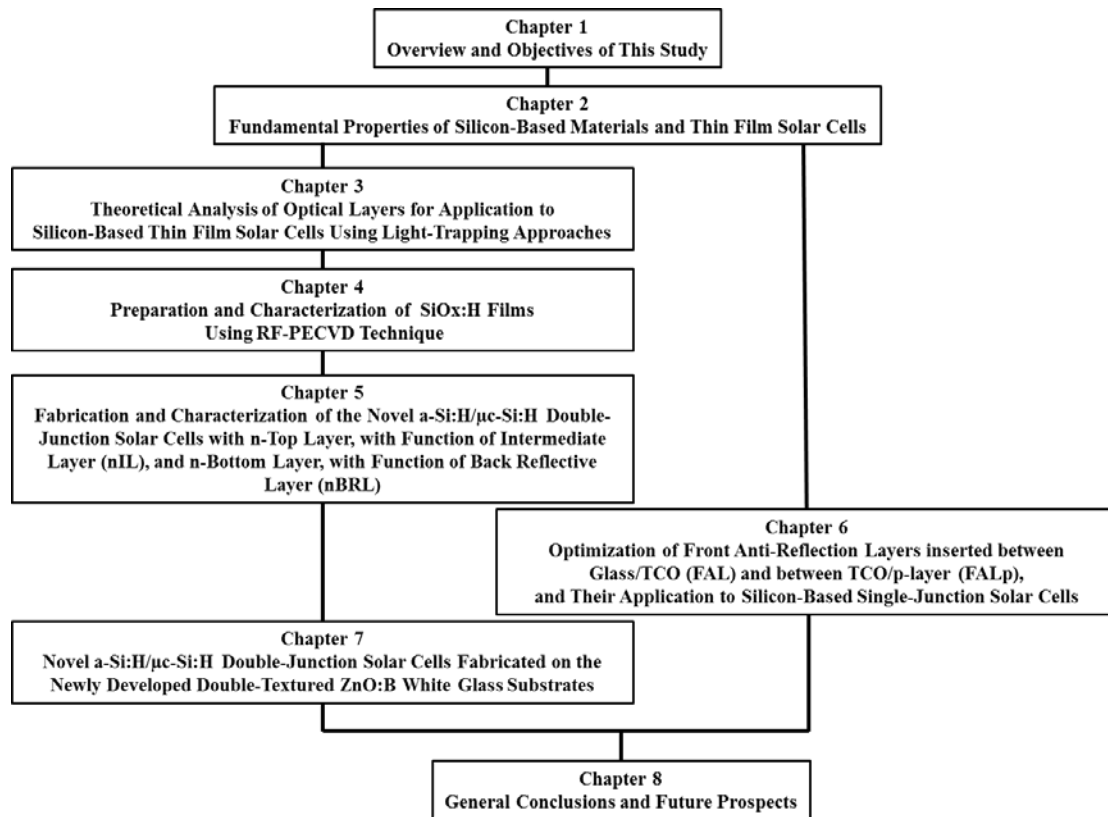 Chapter 1
Overview and Objectives of This Study
Chapter 2
Fundamental Properties of Silicon-Based Materials and Thin Film Solar Cells
Chapter 3
Theoretical Analysis of Optical Layers for Application to
Silicon-Based Thin Film Solar Cells Using Light-Trapping Approaches
Chapter 4
Preparation and Characterization of SiOx:H Films
Using RF-PECVD Technique
Chapter 5
Fabrication and Characterization of the Novel a-Si:H/μc-Si:H Double-
Junction Solar Cells with n-Top Layer, with Function of Intermediate
Layer (nIL), and n-Bottom Layer, with Function of Back Reflective
Layer (nBRL)
Chapter 6
Optimization of Front Anti-Reflection Layers inserted between
Glass/TCO (FAL) and between TCO/p-layer (FALp),
and Their Application to Silicon-Based Single-Junction Solar Cells
Chapter 7
Novel a-Si:H/μc-Si:H Double-Junction Solar Cells Fabricated on the
Newly Developed Double-Textured ZnO:B White Glass Substrates
Chapter 8
General Conclusions and Future Prospects